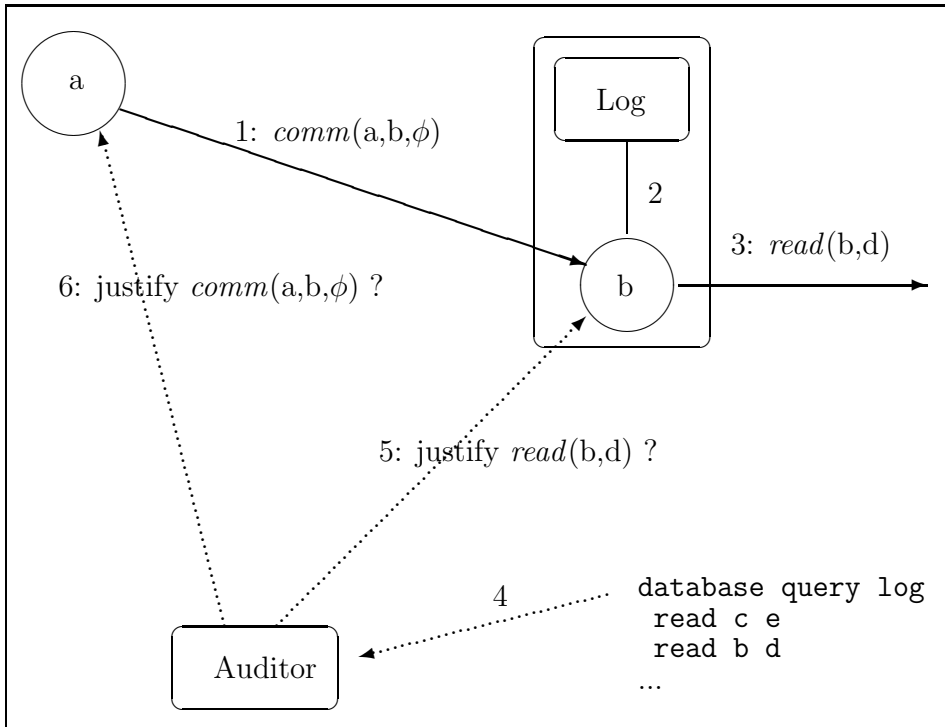 a
Log
1: comm(a,b,ϕ)
2
3: read(b,d)
b
6: justify comm(a,b,ϕ) ?
5: justify read(b,d) ?
4
database query log
read c e
read b d
...
Auditor